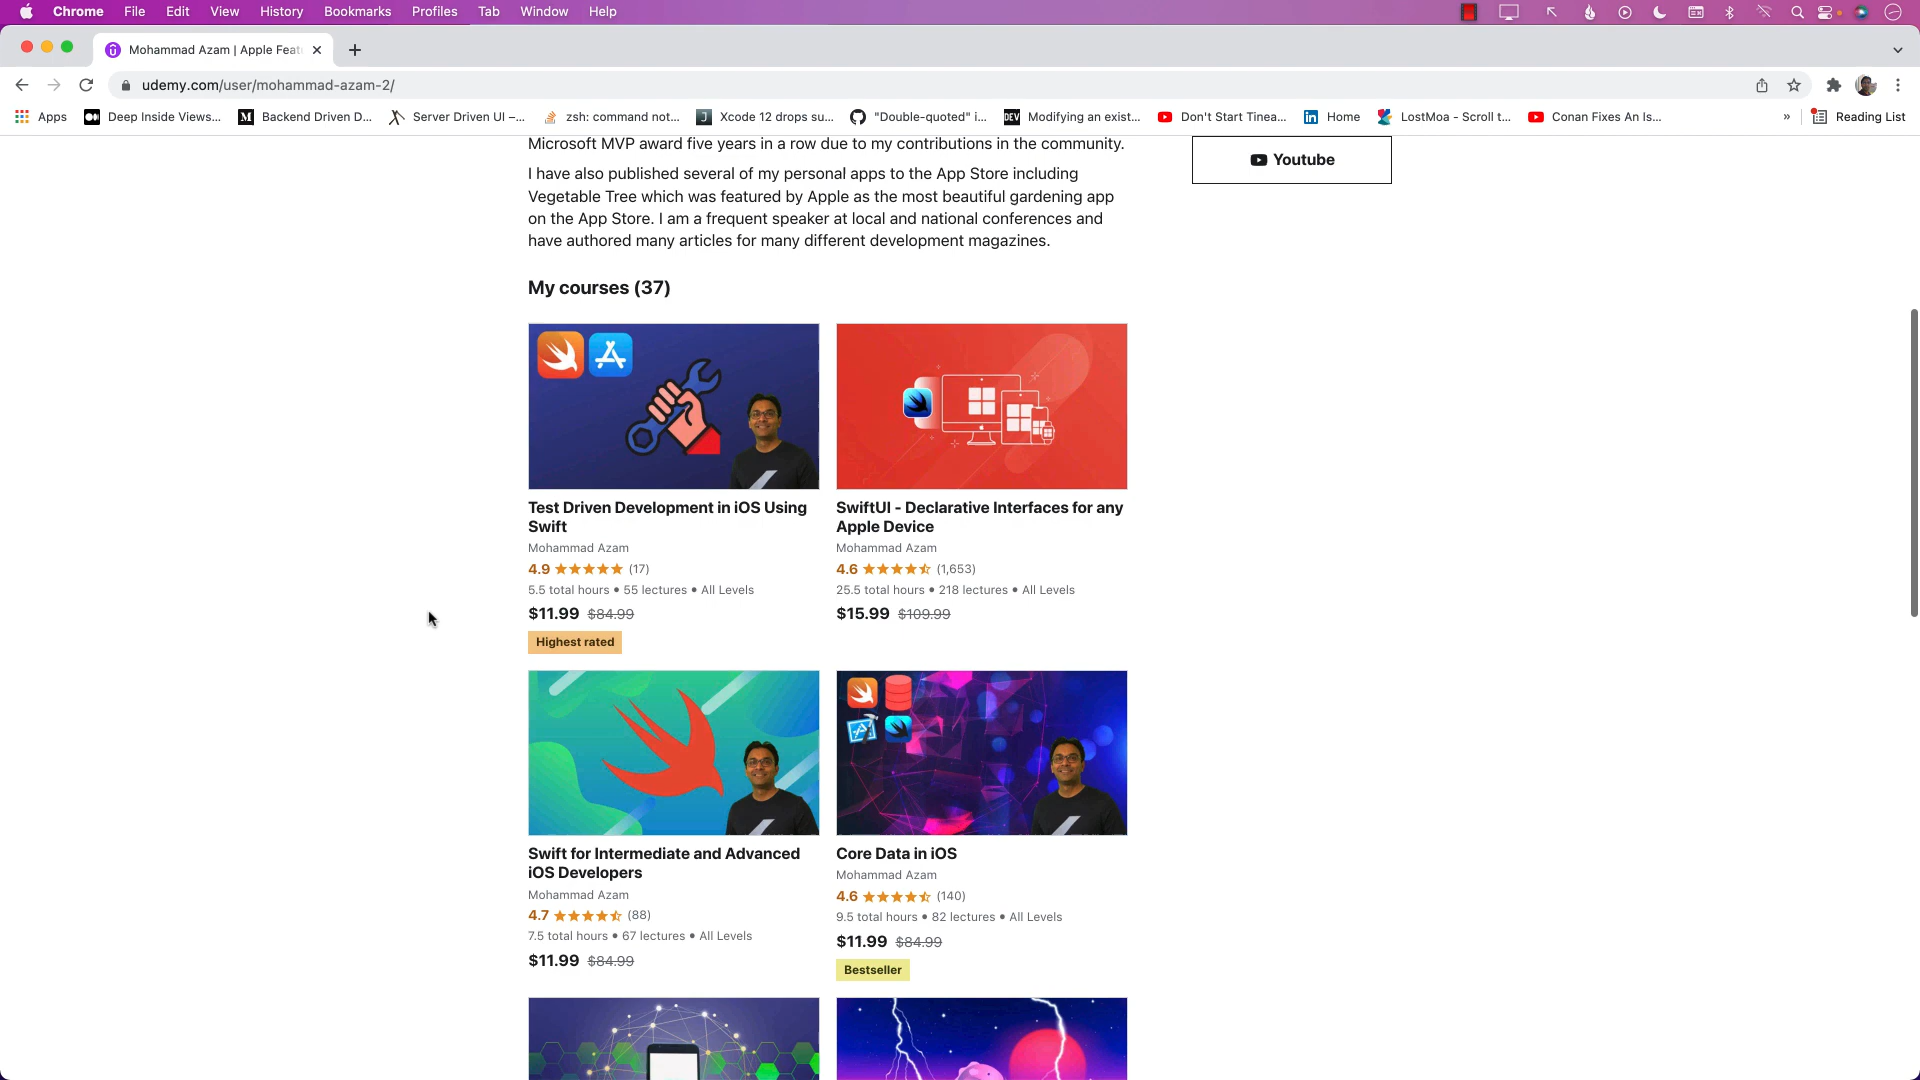 Chrome File Edit View History Bookmarks Profiles Tab Window Help
Mohammad Azam | Apple Feat
udemy.com/user/mohammad-azam-2/
Apps Deep Inside Views... Backend Driven D... Server Driven UI –... zsh: command not... Xcode 12 drops su... "Double-quoted" i... Modifying an exist... Don't Start Tinea... Home LostMoa - Scroll t... Conan Fixes An Is... » Reading List
Microsoft MVP award five years in a row due to my contributions in the community.
Youtube
I have also published several of my personal apps to the App Store including
Vegetable Tree which was featured by Apple as the most beautiful gardening app
on the App Store. I am a frequent speaker at local and national conferences and
have authored many articles for many different development magazines.
My courses (37)
Test Driven Development in iOS Using
Swift
Mohammad Azam
4.9 (17)
5.5 total hours • 55 lectures • All Levels
$11.99 $84.99
Highest rated
SwiftUI - Declarative Interfaces for any
Apple Device
Mohammad Azam
4.6 (1,653)
25.5 total hours • 218 lectures • All Levels
$15.99 $109.99
Swift for Intermediate and Advanced
iOS Developers
Mohammad Azam
4.7 (88)
7.5 total hours • 67 lectures • All Levels
$11.99 $84.99
Core Data in iOS
Mohammad Azam
4.6 (140)
9.5 total hours • 82 lectures • All Levels
$11.99 $84.99
Bestseller